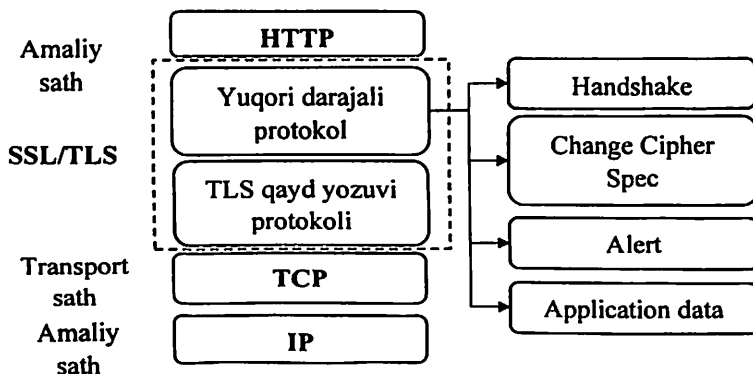 Amaliy
sath
SSL/TLS
Transport
sath
Amaliy
sath
HTTP
Yuqori darajali
protokol
TLS qayd yozuvi
protokoli
TCP
IP
Handshake
Change Cipher
Spec
Alert
Application data